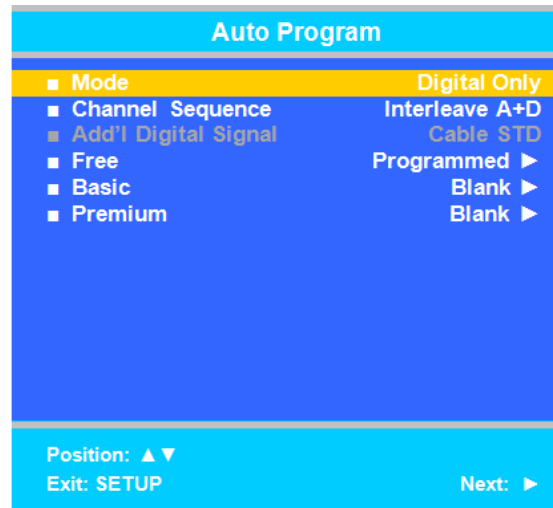 Auto Program
■ Mode Digital Only
■ Channel Sequence Interleave A+D
■ Add'l Digital Signal Cable STD
■ Free Programmed ►
■ Basic Blank ►
■ Premium Blank ►
Position: ▲▼
Exit: SETUP Next: ►